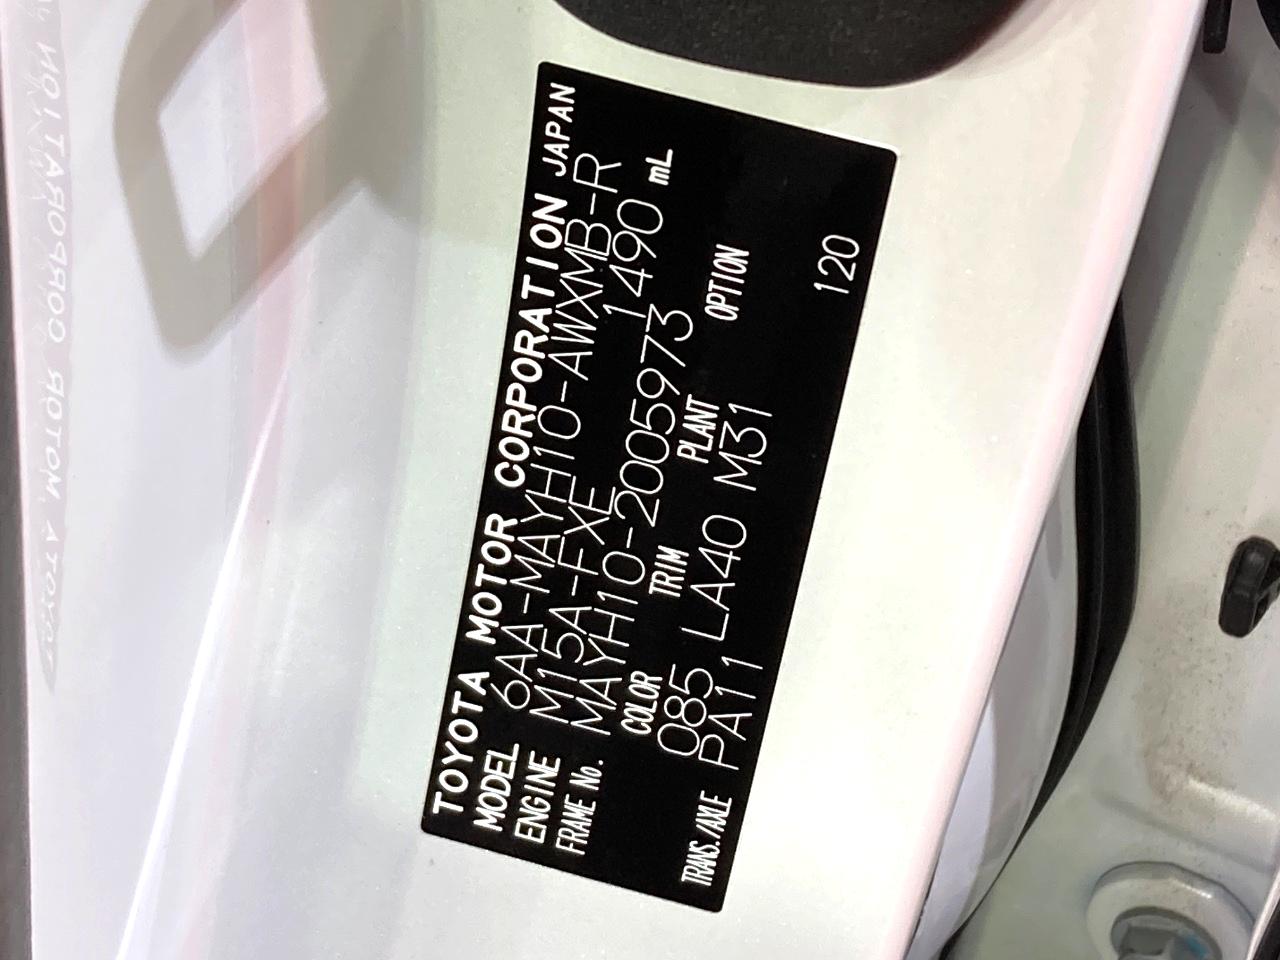 TOYOTA MOTOR CORPORATION JAPAN
MODEL 6AA-MAYH10-AWXMB-R
ENGINE M15A-FXE 1490 mL
FRAME No. MAYH10-2005973
COLOR TRIM PLANT OPTION
085 LA40 M31
TRANS./AXLE PA11 120